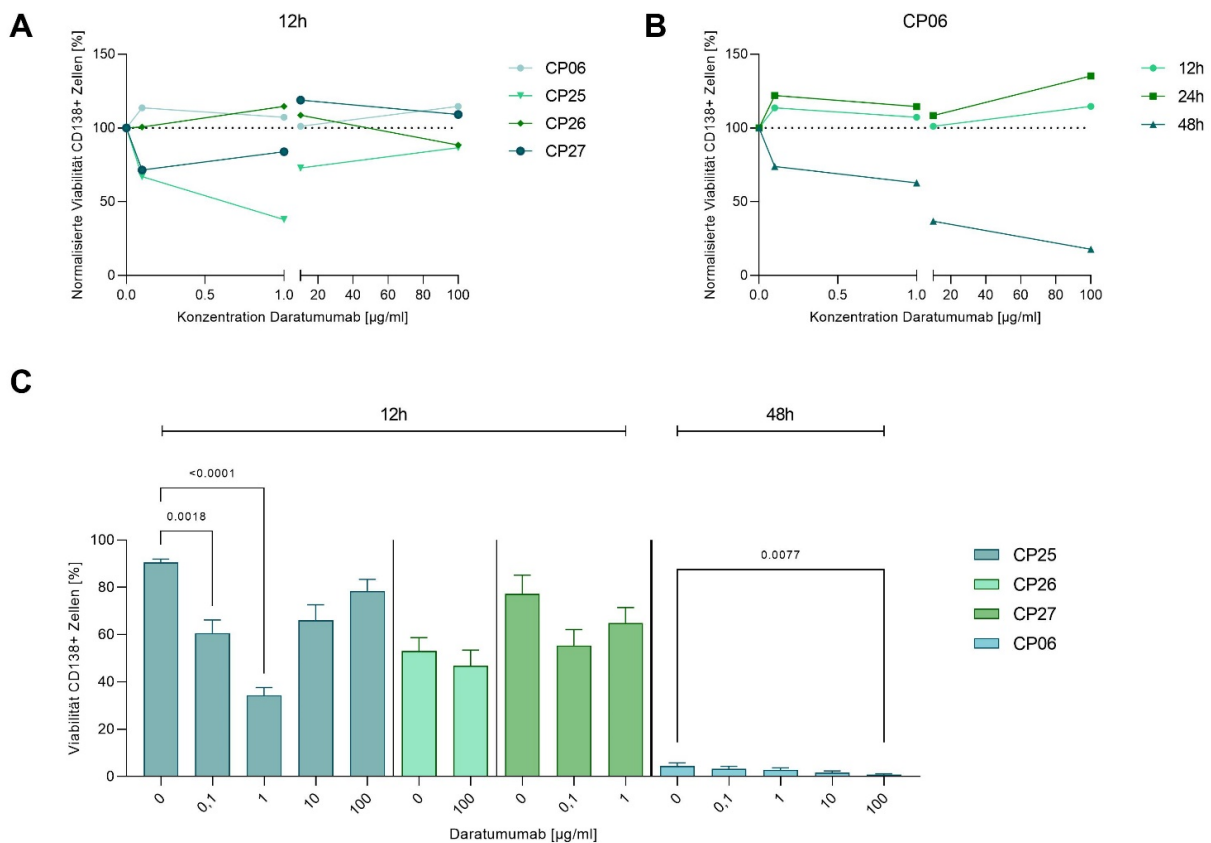 A
12h
Normalisierte Viabilität CD138+ Zellen [%]
150
100
50
0
0.0
0.5
1.0
20
40
60
80
100
Konzentration Daratumumab [µg/ml]
CP06
CP25
CP26
CP27
B
CP06
Normalisierte Viabilität CD138+ Zellen [%]
150
100
50
0
0.0
0.5
1.0
20
40
60
80
100
Konzentration Daratumumab [µg/ml]
12h
24h
48h
C
12h
48h
<0.0001
0.0018
0.0077
Viabilität CD138+ Zellen [%]
100
80
60
40
20
0
0
0,1
1
10
100
0
100
0
0,1
1
0
0,1
1
10
100
Daratumumab [µg/ml]
CP25
CP26
CP27
CP06